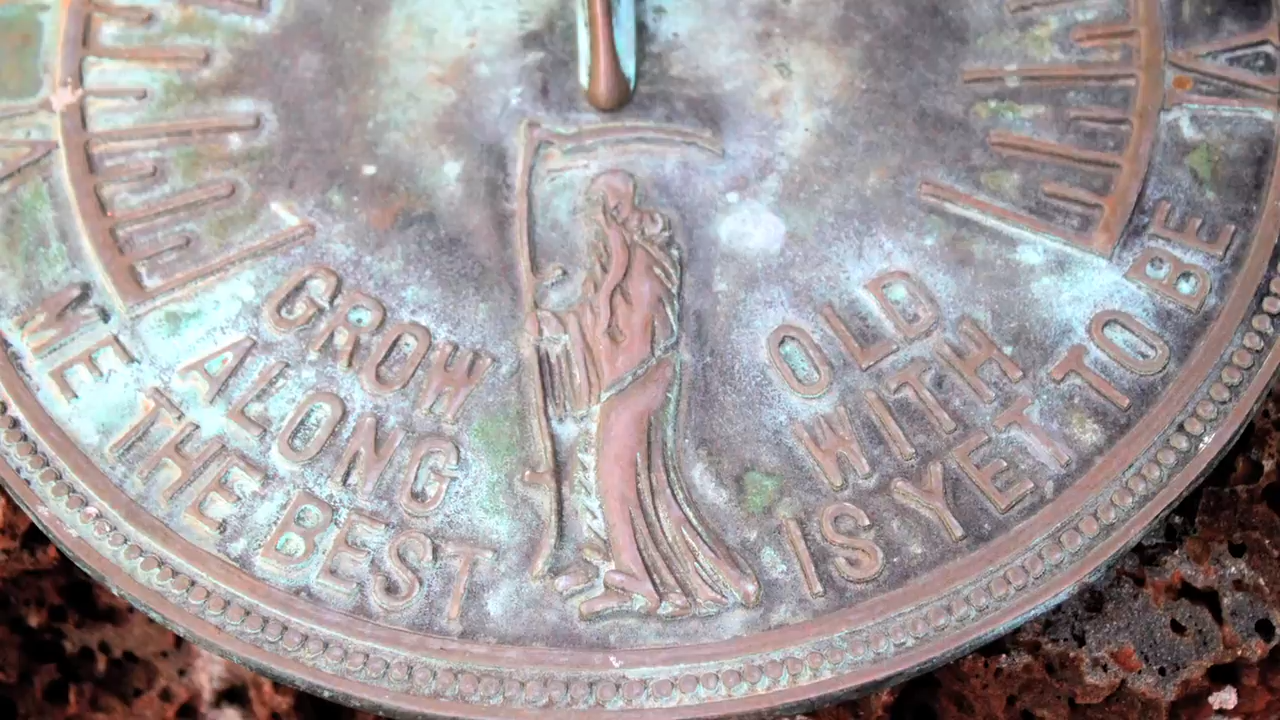 GROW OLD
ALONG WITH
ME THE BEST IS YET TO BE
V